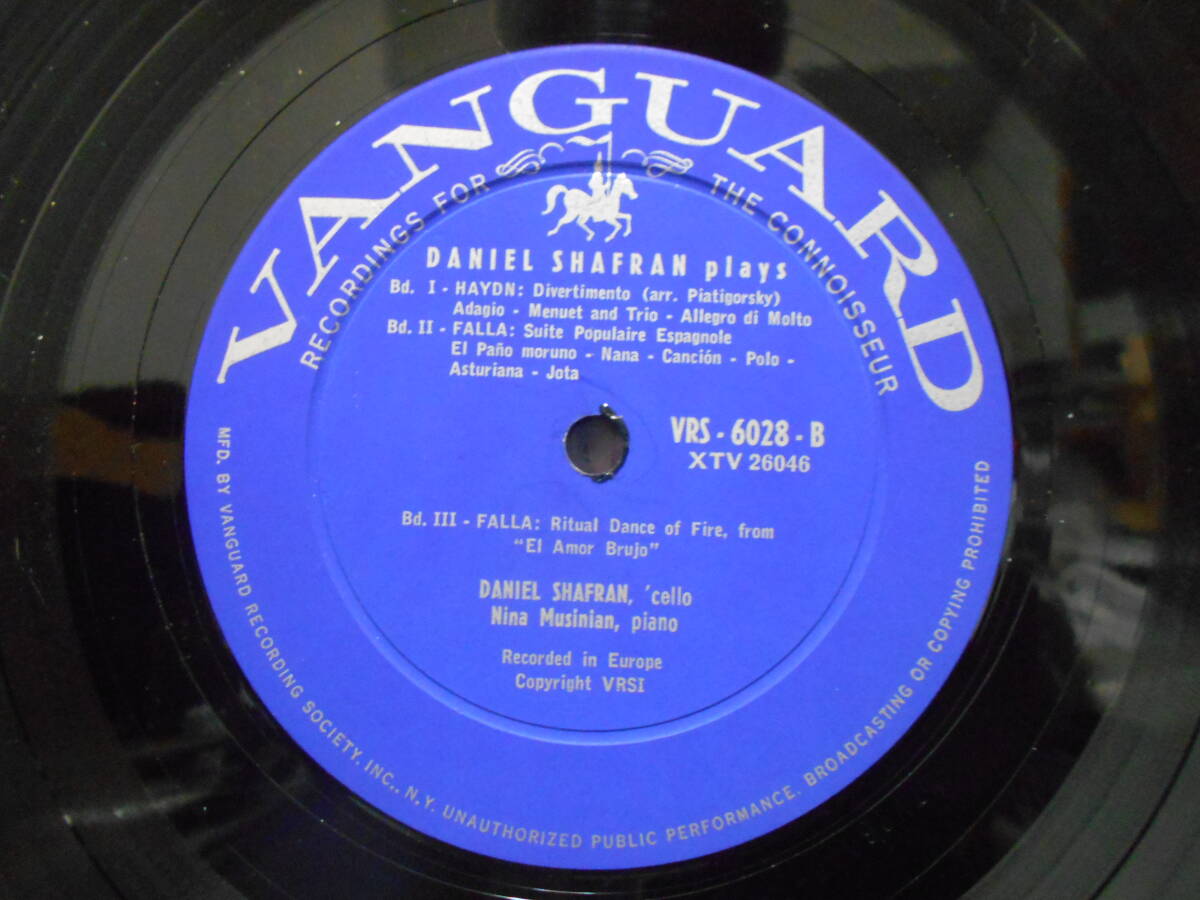 VANGUARD
RECORDINGS FOR THE CONNOISSEUR
DANIEL SHAFRAN plays
Bd. I - HAYDN: Divertimento (arr. Piatigorsky)
Adagio - Menuet and Trio - Allegro di Molto
Bd. II - FALLA: Suite Populaire Espagnole
El Paño moruno - Nana - Canción - Polo -
Asturiana - Jota
VRS - 6028 - B
XTV 26046
Bd. III - FALLA: Ritual Dance of Fire, from
"El Amor Brujo"
DANIEL SHAFRAN, 'cello
Nina Musinian, piano
Recorded in Europe
Copyright VRSI
MFD. BY VANGUARD RECORDING SOCIETY, INC., N.Y. UNAUTHORIZED PUBLIC PERFORMANCE. BROADCASTING OR COPYING PROHIBITED